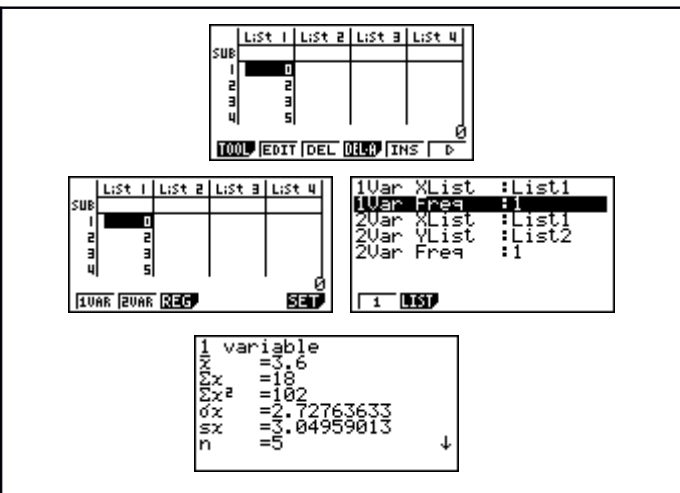 List 1 List 2 List 3 List 4
SUB
1 0
2 2
3 3
4 5
0
TOOL EDIT DEL DEL·A INS ▷
List 1 List 2 List 3 List 4
SUB
1 0
2 2
3 3
4 5
0
1VAR 2VAR REG SET
1Var XList :List1
1Var Freq :1
2Var XList :List1
2Var YList :List2
2Var Freq :1
1 LIST
1 variable
x̄ =3.6
Σx =18
Σx² =102
σx =2.72763633
sx =3.04959013
n =5 ↓